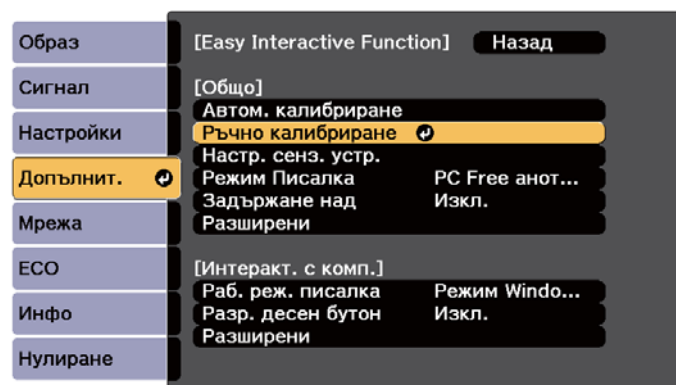 Образ
Сигнал
Настройки
Допълнит.
Мрежа
ECO
Инфо
Нулиране
[Easy Interactive Function] Назад
[Общо]
Автом. калибриране
Ръчно калибриране
Настр. сенз. устр.
Режим Писалка PC Free анот...
Задържане над Изкл.
Разширени
[Интеракт. с комп.]
Раб. реж. писалка Режим Windo...
Разр. десен бутон Изкл.
Разширени